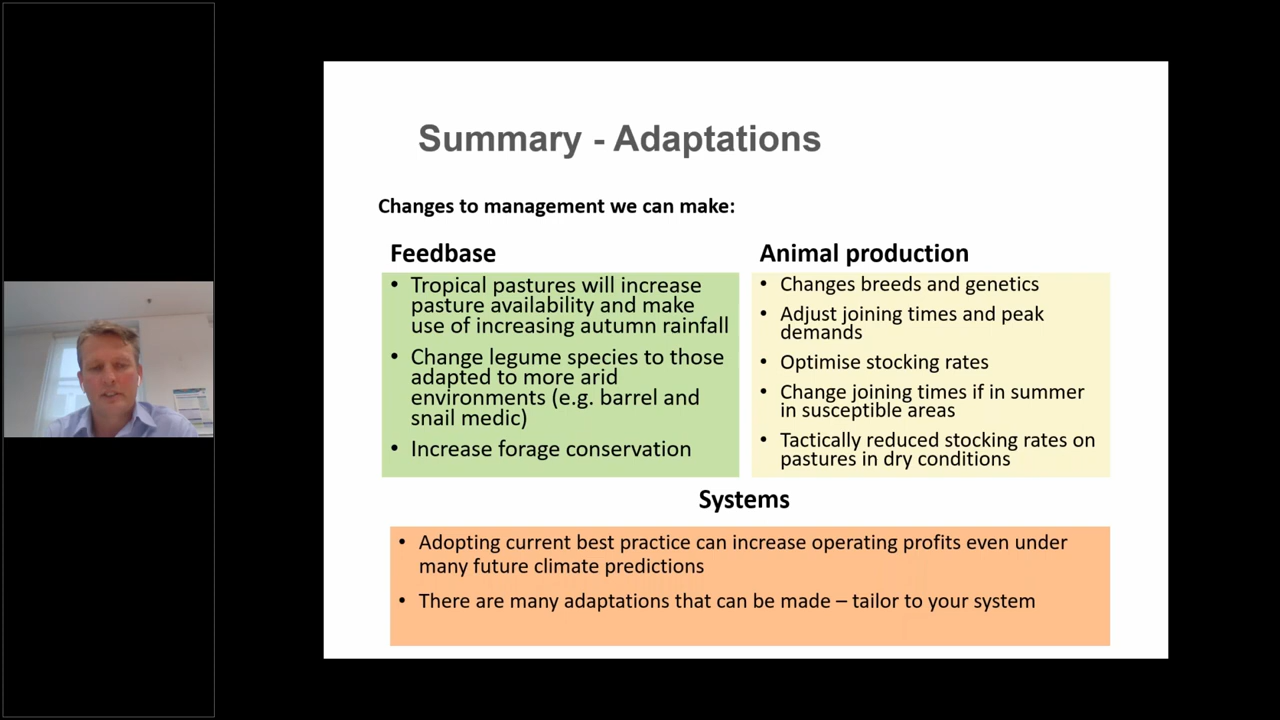 Summary - Adaptations
Changes to management we can make:
Feedbase
• Tropical pastures will increase
pasture availability and make
use of increasing autumn rainfall
• Change legume species to those
adapted to more arid
environments (e.g. barrel and
snail medic)
• Increase forage conservation
Animal production
• Changes breeds and genetics
• Adjust joining times and peak
demands
• Optimise stocking rates
• Change joining times if in summer
in susceptible areas
• Tactically reduced stocking rates on
pastures in dry conditions
Systems
• Adopting current best practice can increase operating profits even under
many future climate predictions
• There are many adaptations that can be made – tailor to your system